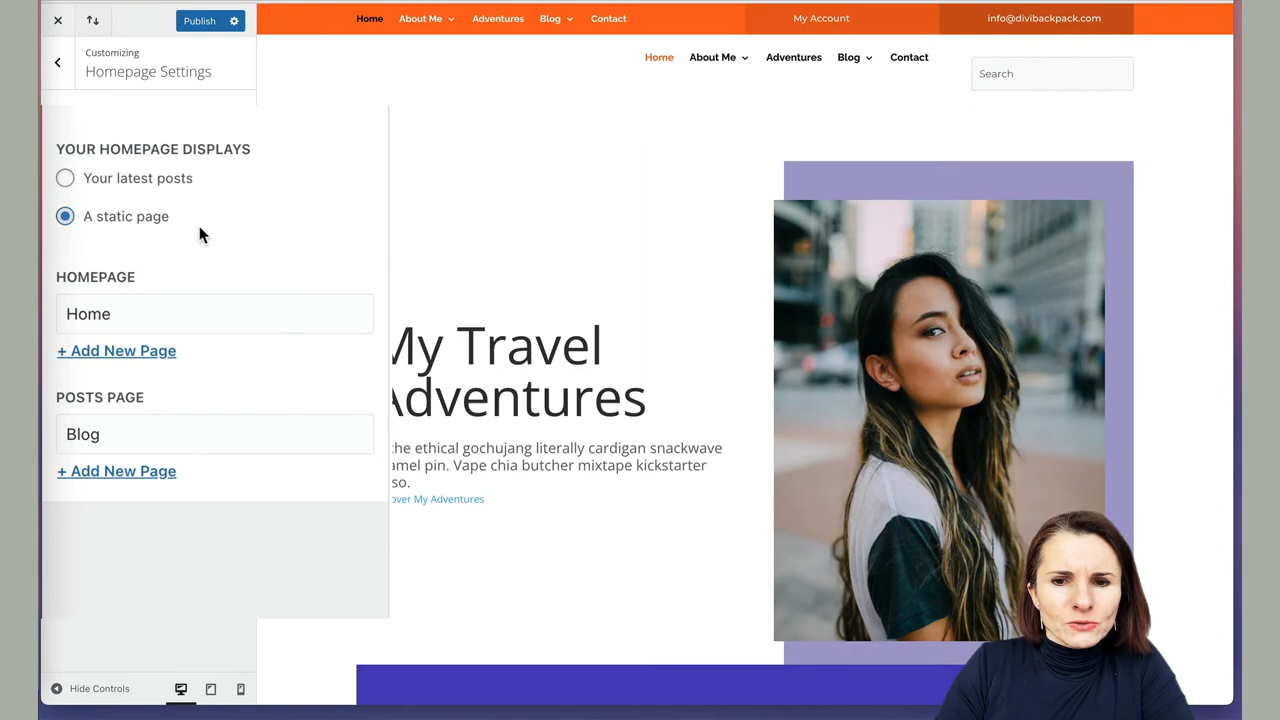 Publish
Customizing
Homepage Settings
YOUR HOMEPAGE DISPLAYS
Your latest posts
A static page
HOMEPAGE
Home
+ Add New Page
POSTS PAGE
Blog
+ Add New Page
Hide Controls
Home About Me Adventures Blog Contact My Account info@divibackpack.com
Home About Me Adventures Blog Contact Search
My Travel
Adventures
the ethical gochujang literally cardigan snackwave
amel pin. Vape chia butcher mixtape kickstarter
so.
over My Adventures